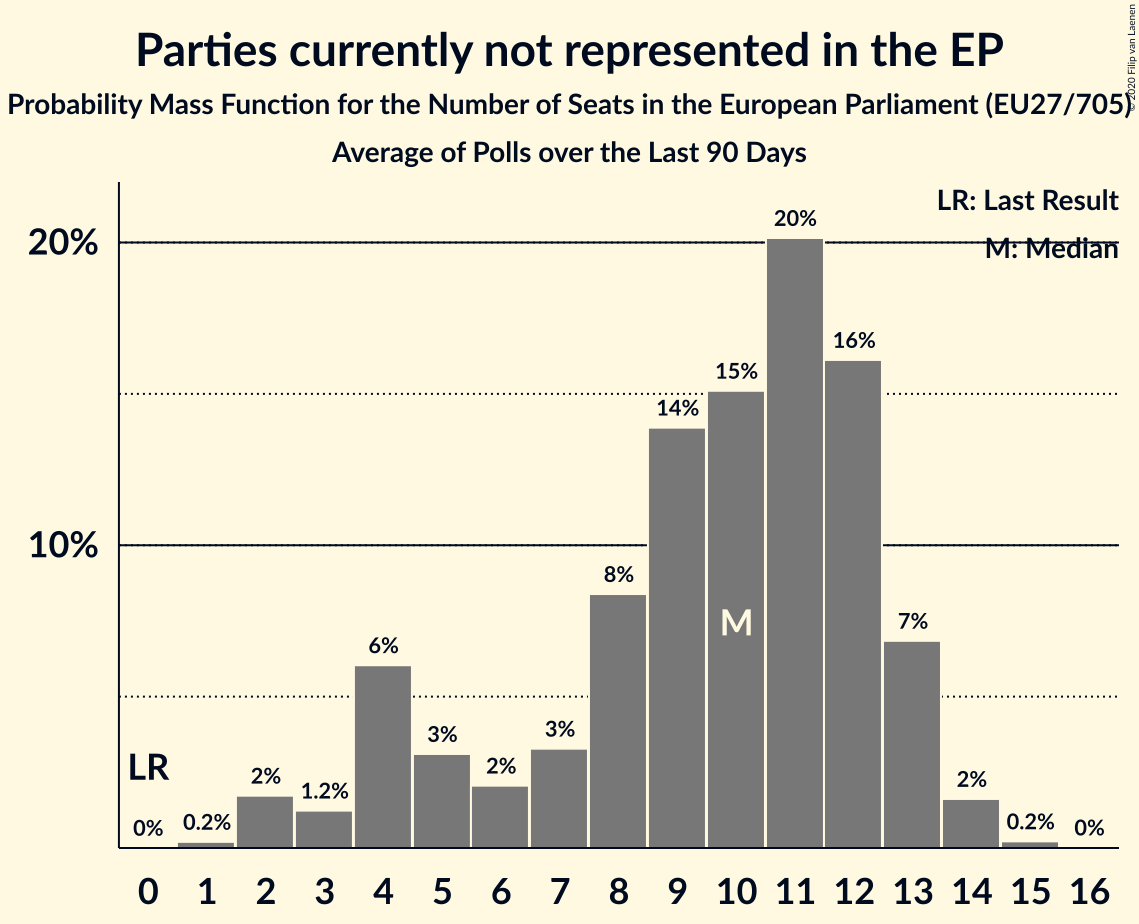 Parties currently not represented in the EP
Probability Mass Function for the Number of Seats in the European Parliament (EU27/705)
Average of Polls over the Last 90 Days
© 2020 Filip van Laenen
LR: Last Result
M: Median
20%
10%
LR
M
0%
0.2%
2%
1.2%
6%
3%
2%
3%
8%
14%
15%
20%
16%
7%
2%
0.2%
0%
0 1 2 3 4 5 6 7 8 9 10 11 12 13 14 15 16